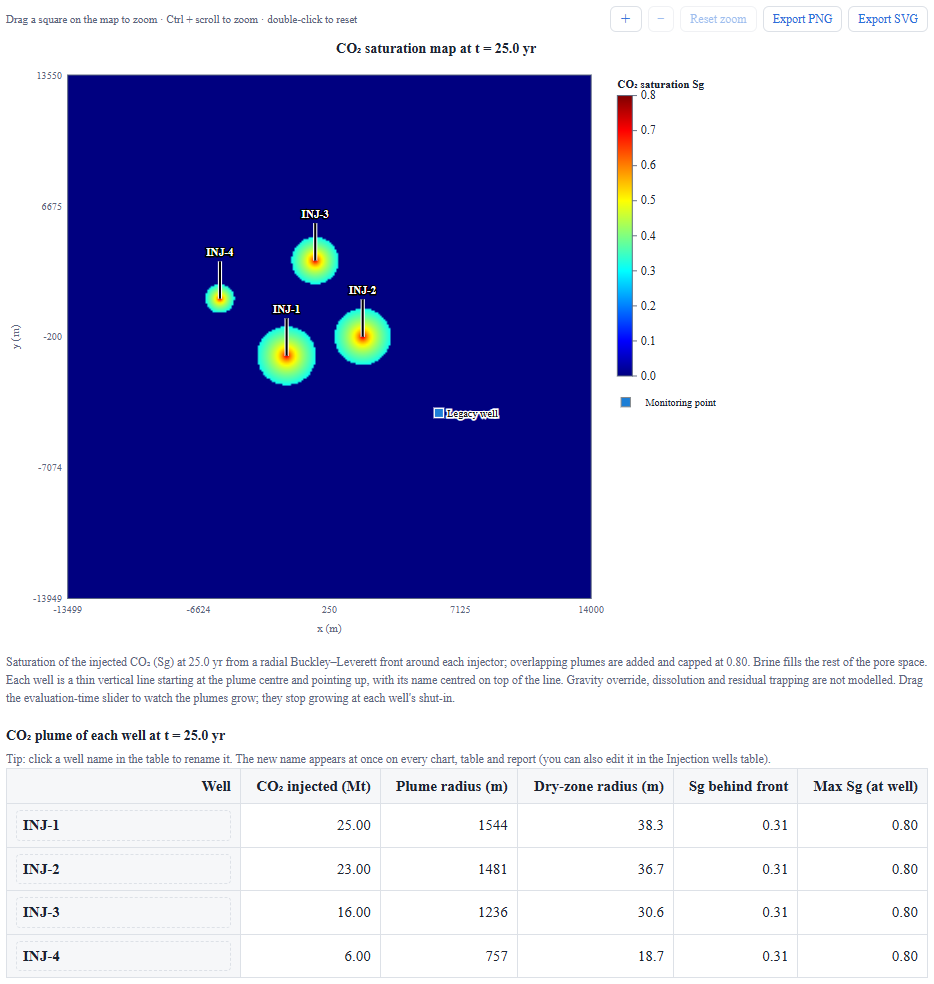 Drag a square on the map to zoom · Ctrl + scroll to zoom · double-click to reset
+
−
Reset zoom
Export PNG
Export SVG
CO₂ saturation map at t = 25.0 yr
13550
6675
-200
-7074
-13949
y (m)
INJ-3
INJ-4
INJ-2
INJ-1
Legacy well
-13499
-6624
250
7125
14000
x (m)
CO₂ saturation Sg
0.8
0.7
0.6
0.5
0.4
0.3
0.2
0.1
0.0
Monitoring point
Saturation of the injected CO₂ (Sg) at 25.0 yr from a radial Buckley–Leverett front around each injector; overlapping plumes are added and capped at 0.80. Brine fills the rest of the pore space.
Each well is a thin vertical line starting at the plume centre and pointing up, with its name centred on top of the line. Gravity override, dissolution and residual trapping are not modelled. Drag
the evaluation-time slider to watch the plumes grow; they stop growing at each well's shut-in.
CO₂ plume of each well at t = 25.0 yr
Tip: click a well name in the table to rename it. The new name appears at once on every chart, table and report (you can also edit it in the Injection wells table).
Well CO₂ injected (Mt) Plume radius (m) Dry-zone radius (m) Sg behind front Max Sg (at well)
INJ-1 25.00 1544 38.3 0.31 0.80
INJ-2 23.00 1481 36.7 0.31 0.80
INJ-3 16.00 1236 30.6 0.31 0.80
INJ-4 6.00 757 18.7 0.31 0.80